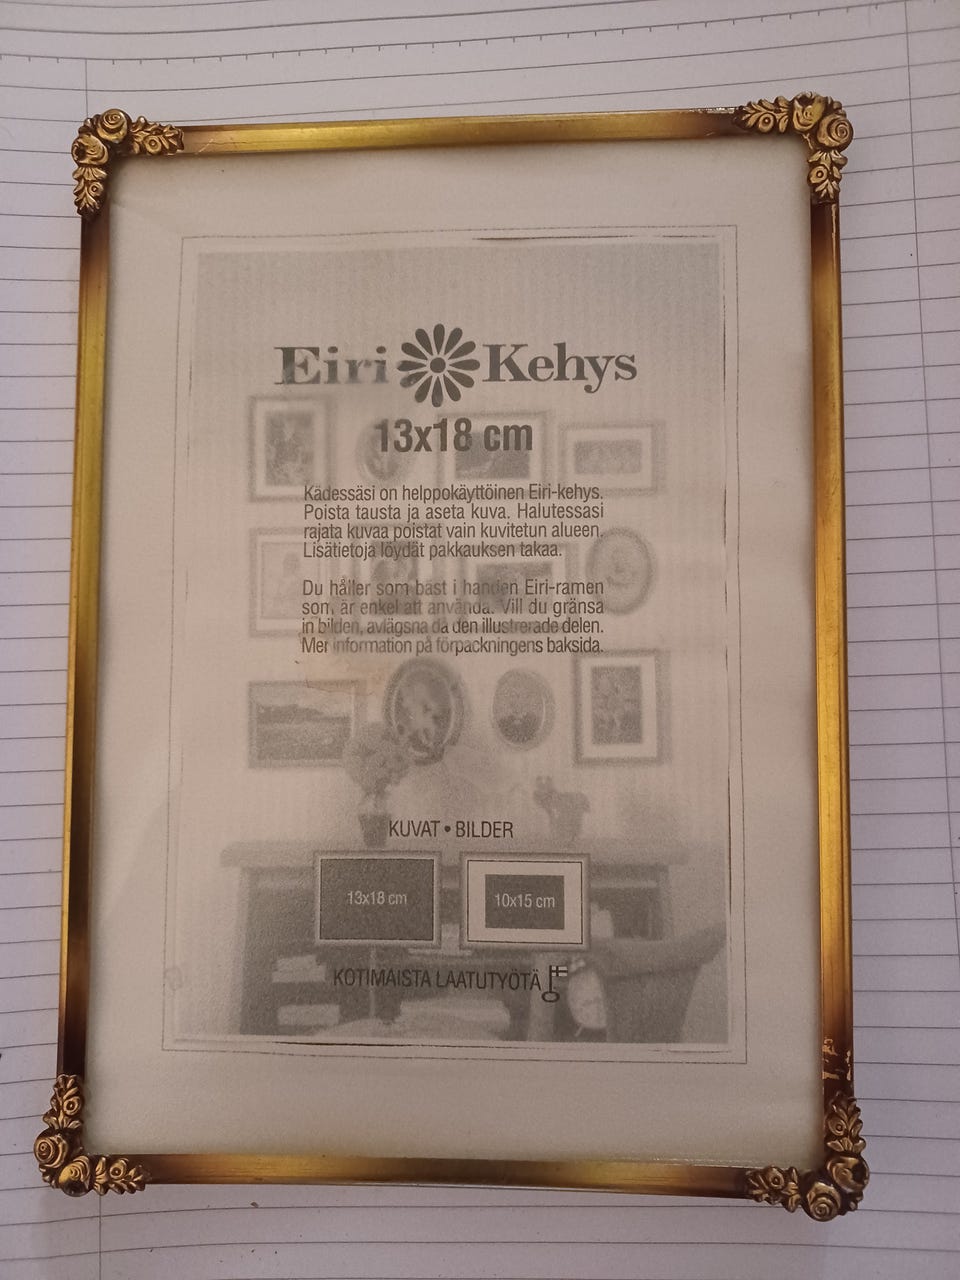 Eiri Kehys
13x18 cm
Kädessäsi on helppokäyttöinen Eiri-kehys.
Poista tausta ja aseta kuva. Halutessasi
rajata kuvaa poistat vain kuvitetun alueen.
Lisätietoja löydät pakkauksen takaa.
Du håller som bäst i handen Eiri-ramen
som är enkel att använda. Vill du gränsa
in bilden, avlägsna då den illustrerade delen.
Mer information på förpackningens baksida.
KUVAT • BILDER
13x18 cm
10x15 cm
KOTIMAISTA LAATUTYÖTÄ